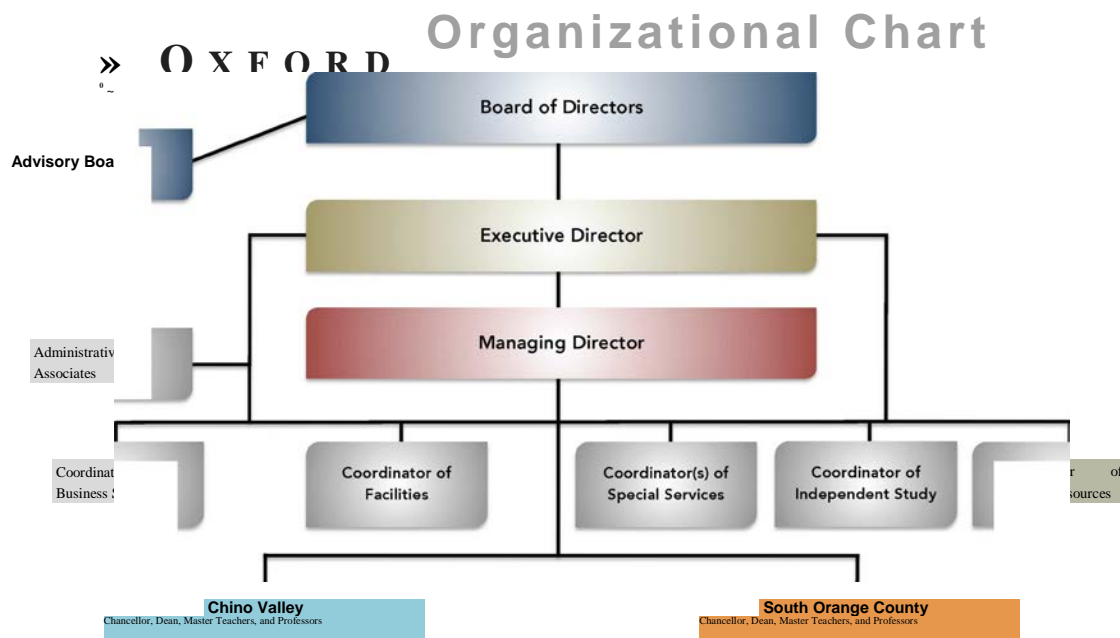 Organizational Chart
» OXFORD
Board of Directors
Advisory Boa
Executive Director
Managing Director
Administrativ
Associates
Coordinat
Business S
Coordinator of
Facilities
Coordinator(s) of
Special Services
Coordinator of
Independent Study
r of
sources
Chino Valley
Chancellor, Dean, Master Teachers, and Professors
South Orange County
Chancellor, Dean, Master Teachers, and Professors